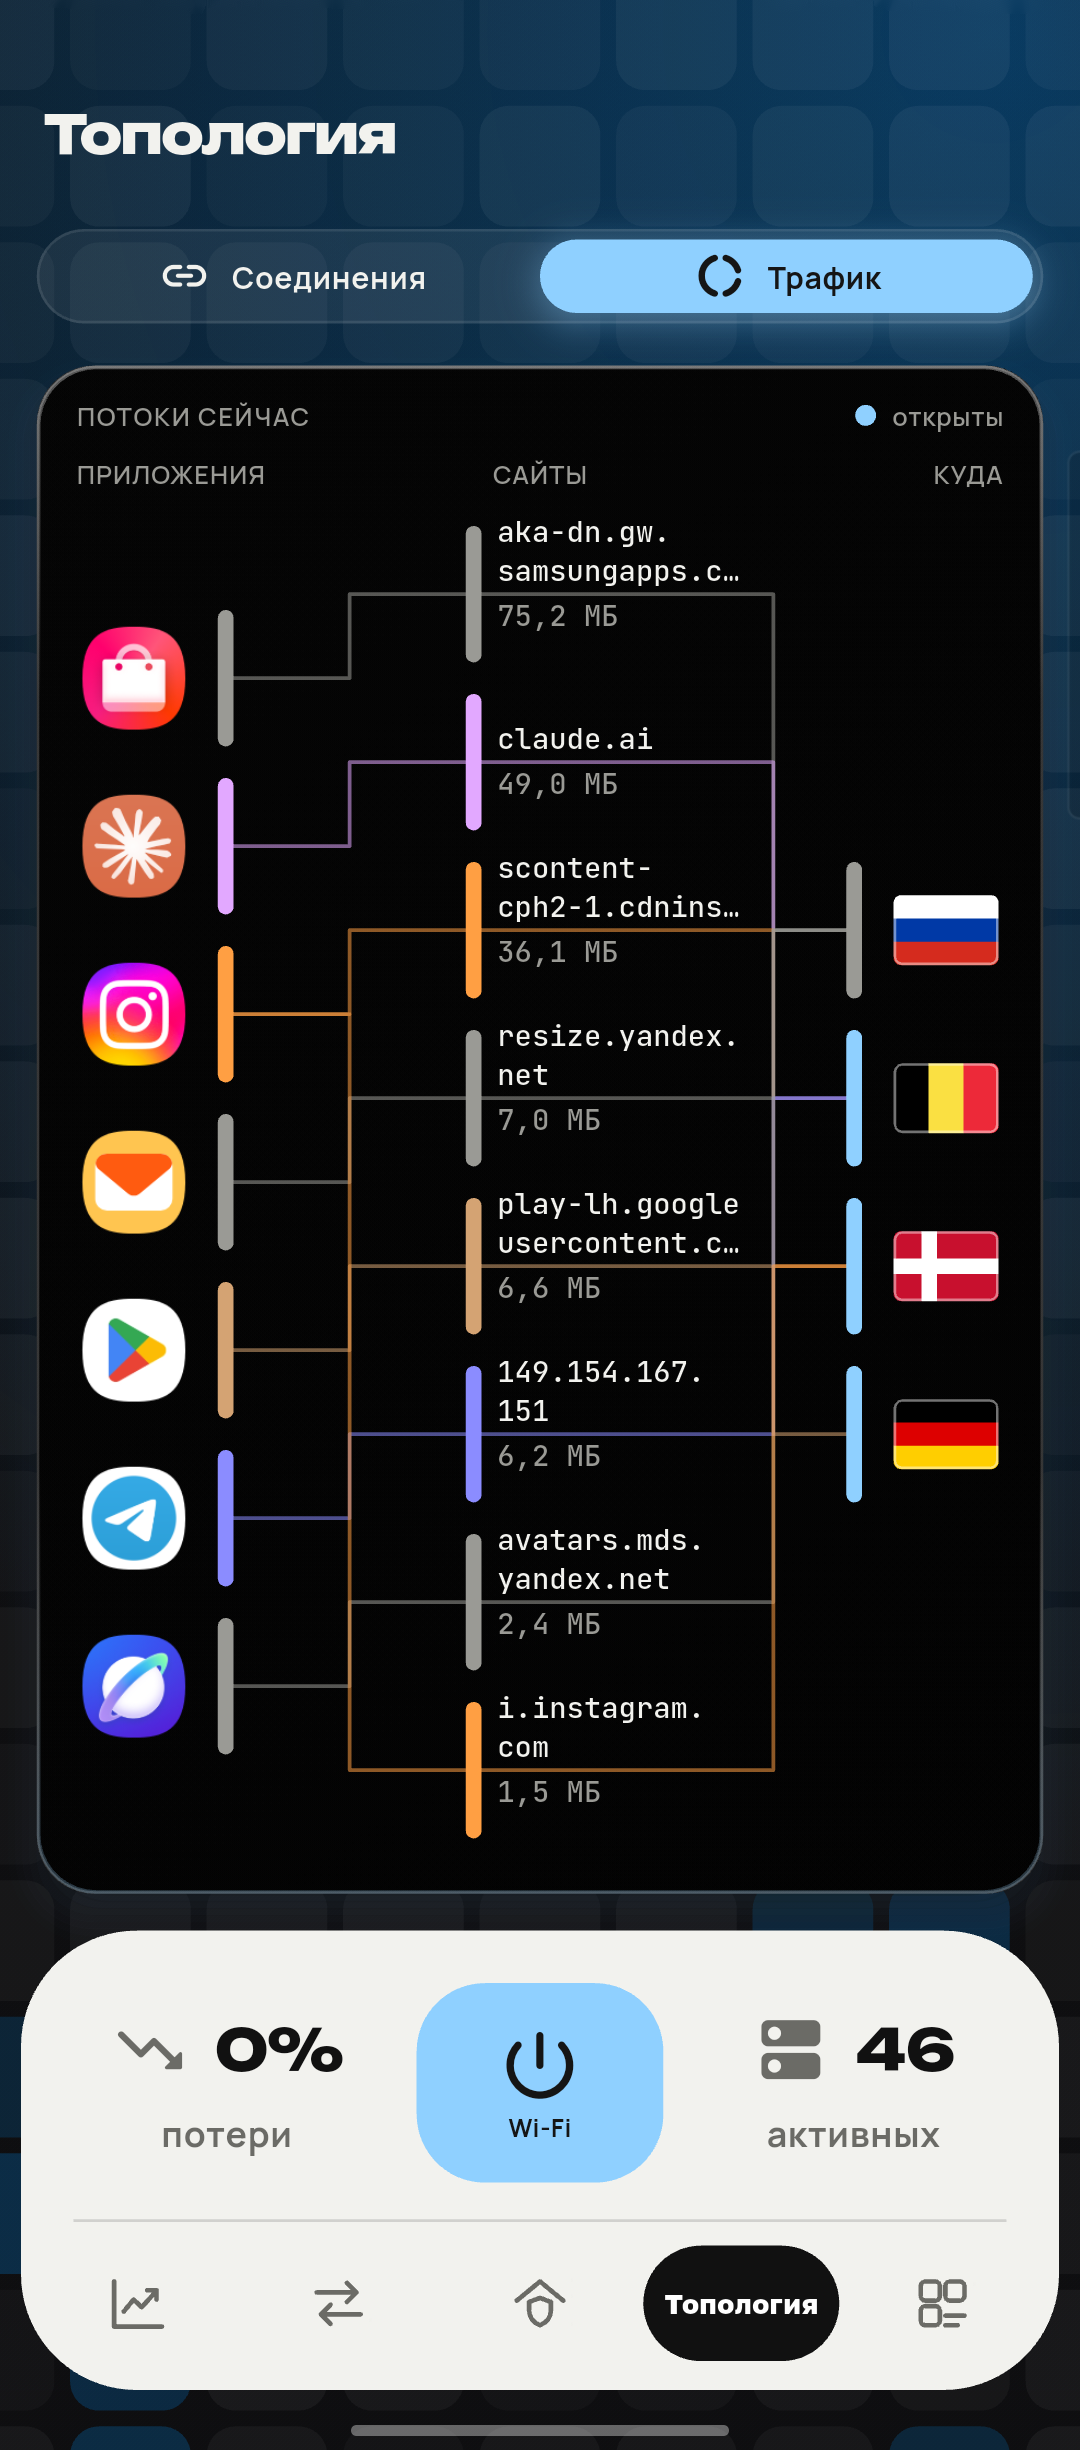 Топология
Соединения
Трафик
ПОТОКИ СЕЙЧАС
открыты
ПРИЛОЖЕНИЯ
САЙТЫ
КУДА
aka-dn.gw.
samsungapps.c…
75,2 МБ
claude.ai
49,0 МБ
scontent-
cph2-1.cdnins…
36,1 МБ
resize.yandex.
net
7,0 МБ
play-lh.google
usercontent.c…
6,6 МБ
149.154.167.
151
6,2 МБ
avatars.mds.
yandex.net
2,4 МБ
i.instagram.
com
1,5 МБ
0%
потери
Wi-Fi
46
активных
Топология